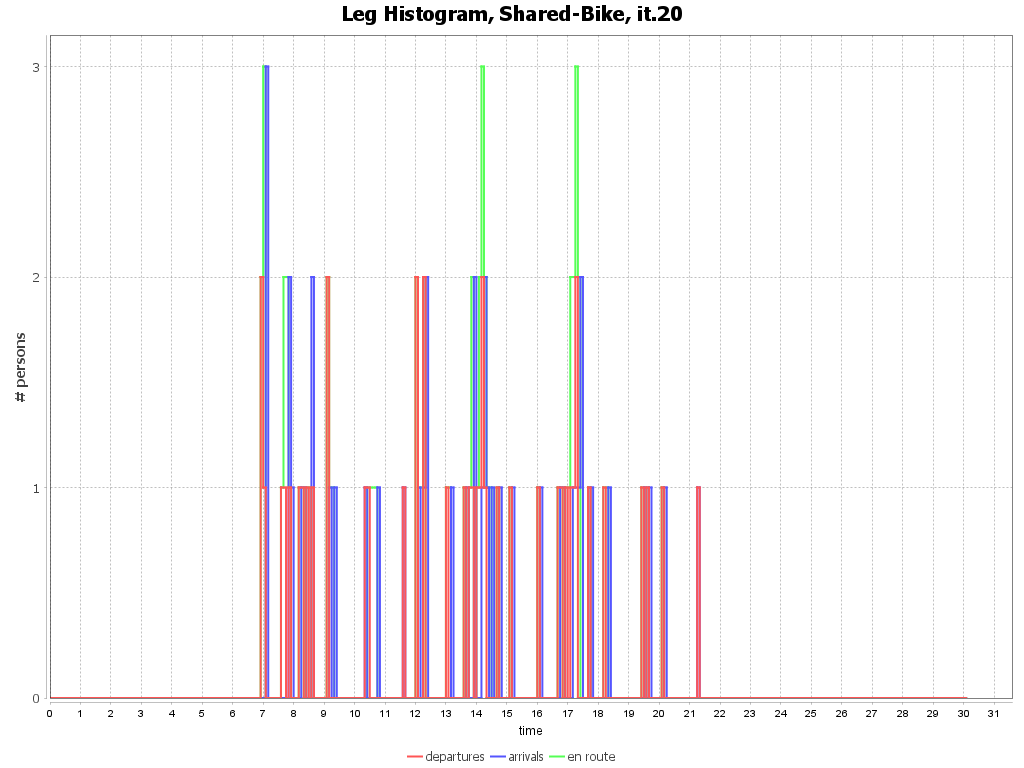 Leg Histogram, Shared-Bike, it.20
# persons
3
2
1
0
0 1 2 3 4 5 6 7 8 9 10 11 12 13 14 15 16 17 18 19 20 21 22 23 24 25 26 27 28 29 30 31
time
departures arrivals en route